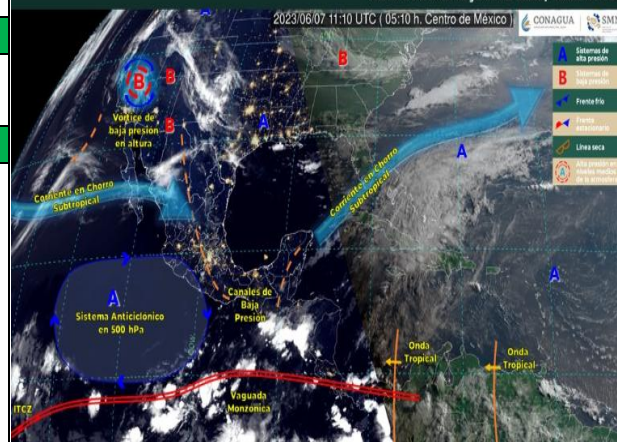 2023/06/07 11:10 UTC ( 05:10 h. Centro de México )
CONAGUA
SMN
A
B
B
B
B
A
A
A
Vórtice de
baja presión
en altura
Corriente en Chorro
Subtropical
Corriente en Chorro
Subtropical
A
Sistema Anticiclónico
en 500 hPa
Canales de
Baja
Presión
Onda
Tropical
Onda
Tropical
ITCZ
Vaguada
Monzónica
A Sistemas de
alta presión
B Sistemas de
baja presión
Frente frío
Frente
estacionario
Línea seca
A Alta presión en
niveles medios
de la atmósfera